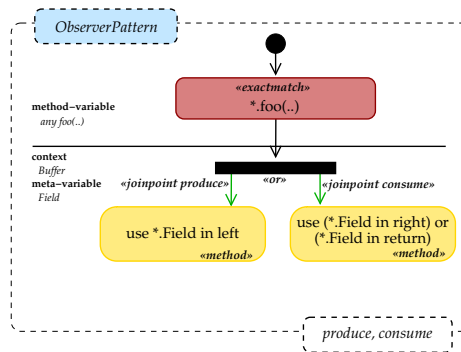 ObserverPattern
«exactmatch»
*.foo(..)
method-variable
any foo(..)
context
Buffer
meta-variable
Field
«or»
«joinpoint produce»
«joinpoint consume»
use *.Field in left
«method»
use (*.Field in right) or
(*.Field in return)
«method»
produce, consume